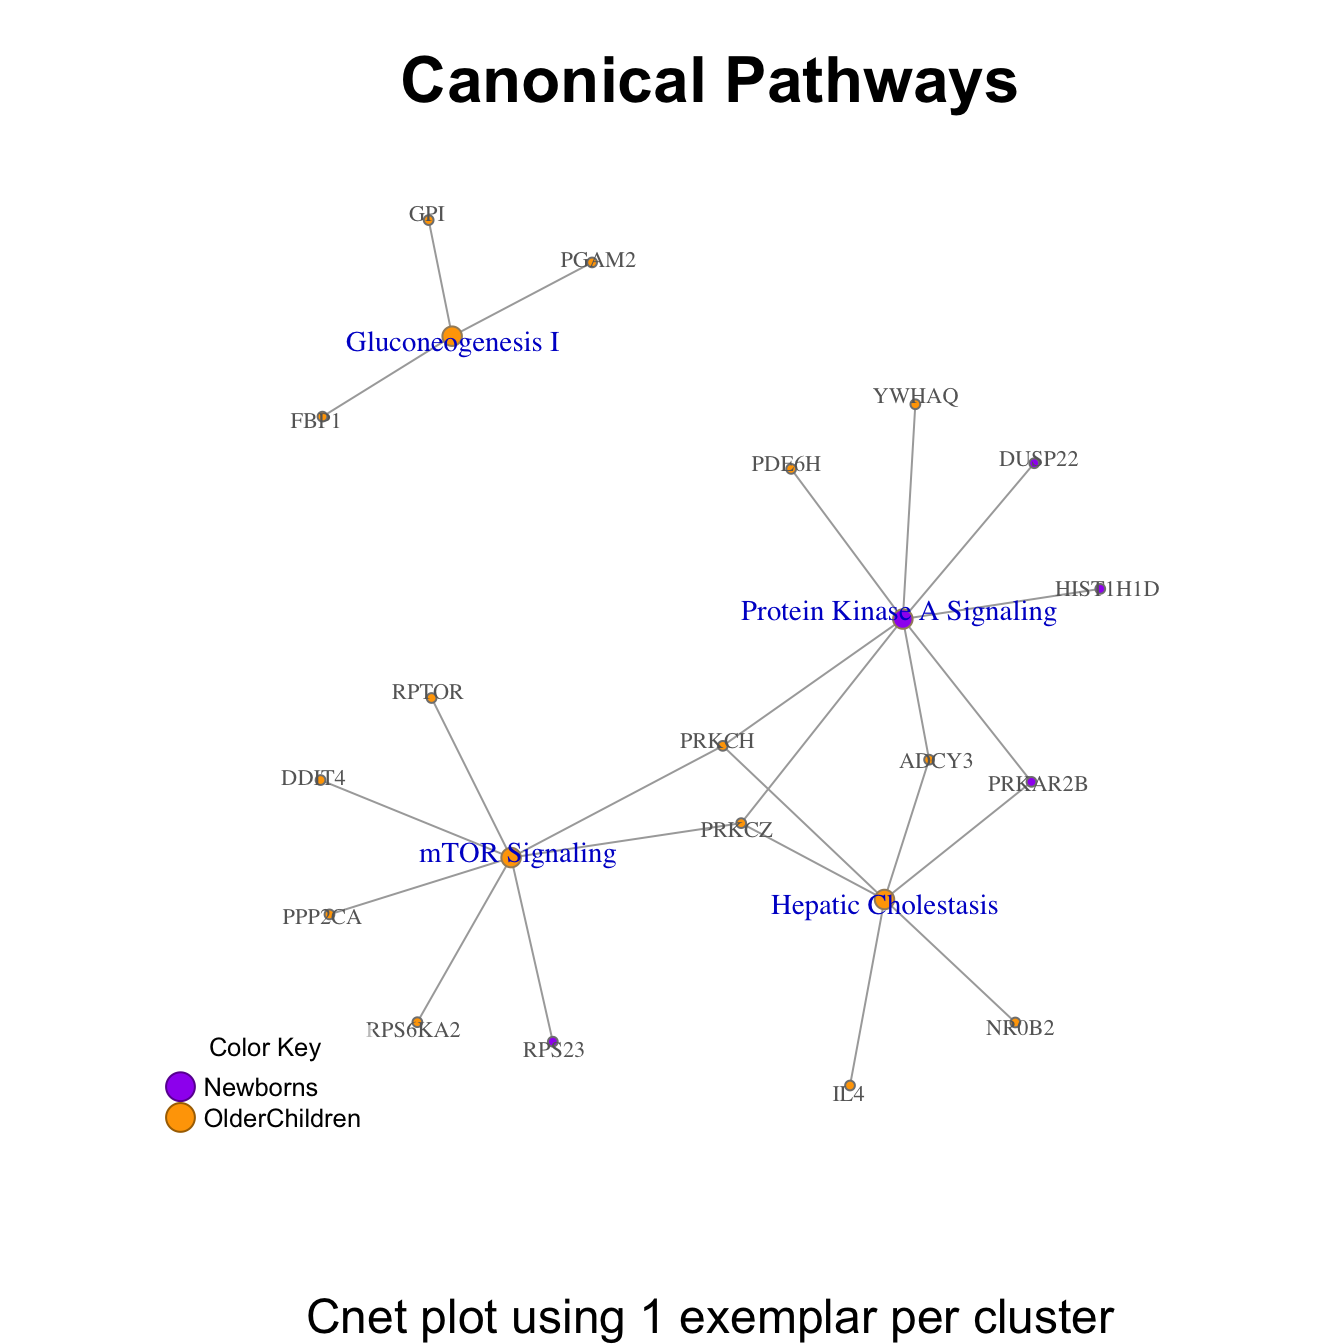 Canonical Pathways
GPI
PGAM2
Gluconeogenesis I
FBP1
YWHAQ
PDE6H
DUSP22
HIST1H1D
Protein Kinase A Signaling
RPTOR
PRKCH
ADCY3
DDIT4
PRKAR2B
PRKCZ
mTOR Signaling
Hepatic Cholestasis
PPP2CA
RPS6KA2
NR0B2
RPS23
IL4
Color Key
Newborns
OlderChildren
Cnet plot using 1 exemplar per cluster